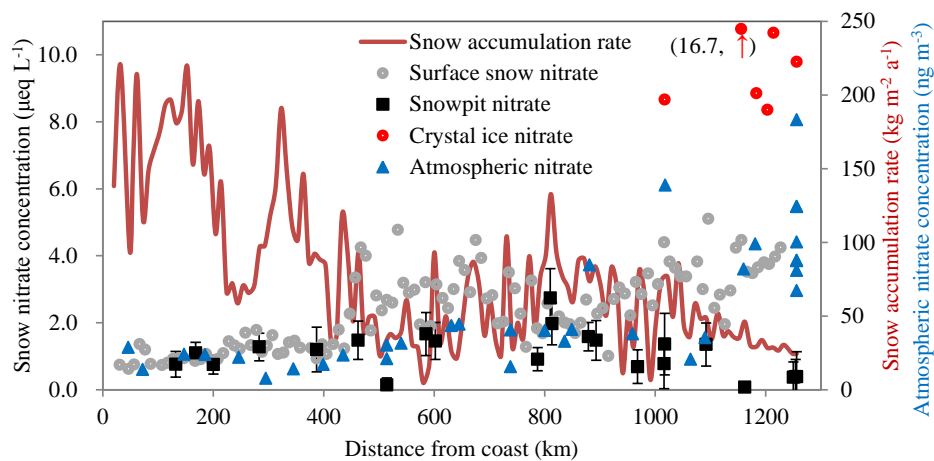 Snow nitrate concentration (µeq L-1)
10.0
8.0
6.0
4.0
2.0
0.0
Snow accumulation rate
Surface snow nitrate
Snowpit nitrate
Crystal ice nitrate
Atmospheric nitrate
(16.7, ↑)
250
200
150
100
50
0
Snow accumulation rate
(kg m-2 a-1)
Atmospheric nitrate concentration (ng m-3)
0
200
400
600
800
1000
1200
Distance from coast (km)